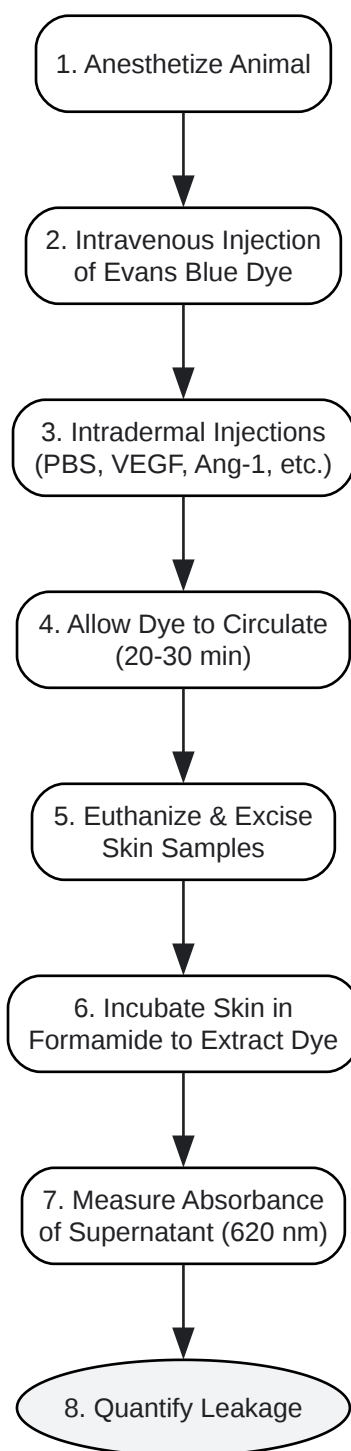 1. Anesthetize Animal
2. Intravenous Injection
of Evans Blue Dye
3. Intradermal Injections
(PBS, VEGF, Ang-1, etc.)
4. Allow Dye to Circulate
(20-30 min)
5. Euthanize & Excise
Skin Samples
6. Incubate Skin in
Formamide to Extract Dye
7. Measure Absorbance
of Supernatant (620 nm)
8. Quantify Leakage